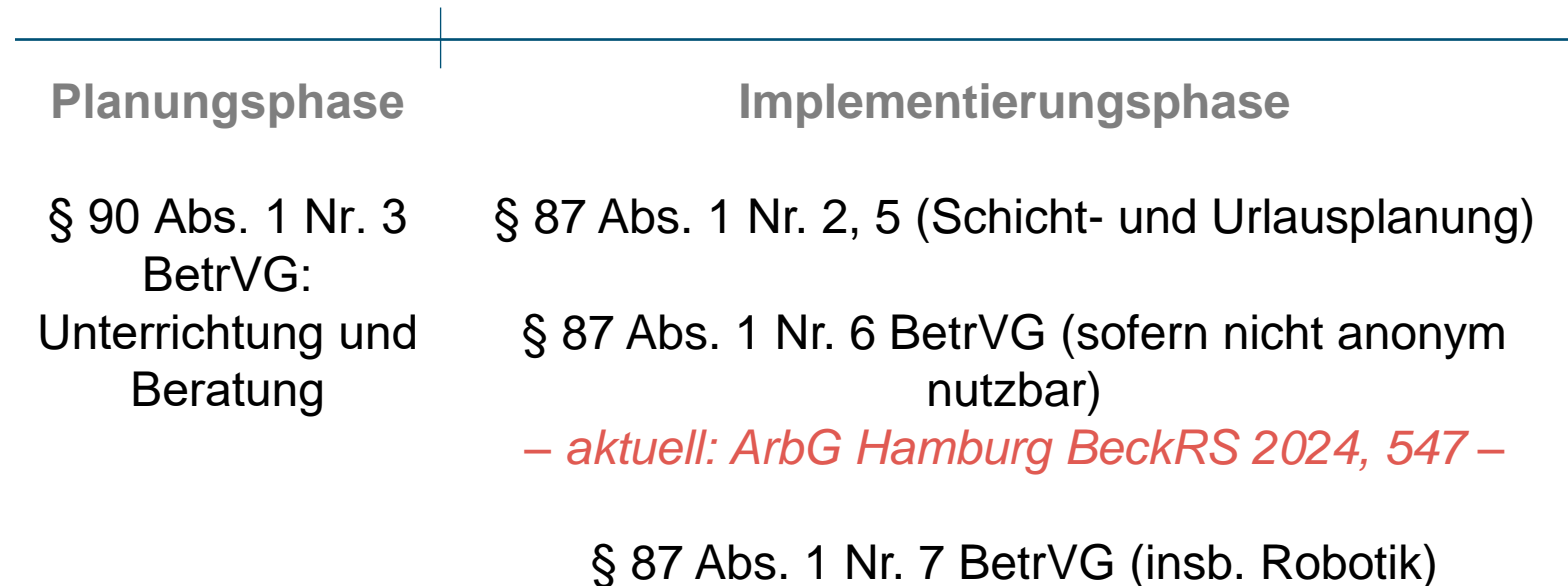 Planungsphase
§ 90 Abs. 1 Nr. 3
BetrVG:
Unterrichtung und
Beratung
Implementierungsphase
§ 87 Abs. 1 Nr. 2, 5 (Schicht- und Urlausplanung)
§ 87 Abs. 1 Nr. 6 BetrVG (sofern nicht anonym
nutzbar)
– aktuell: ArbG Hamburg BeckRS 2024, 547 –
§ 87 Abs. 1 Nr. 7 BetrVG (insb. Robotik)